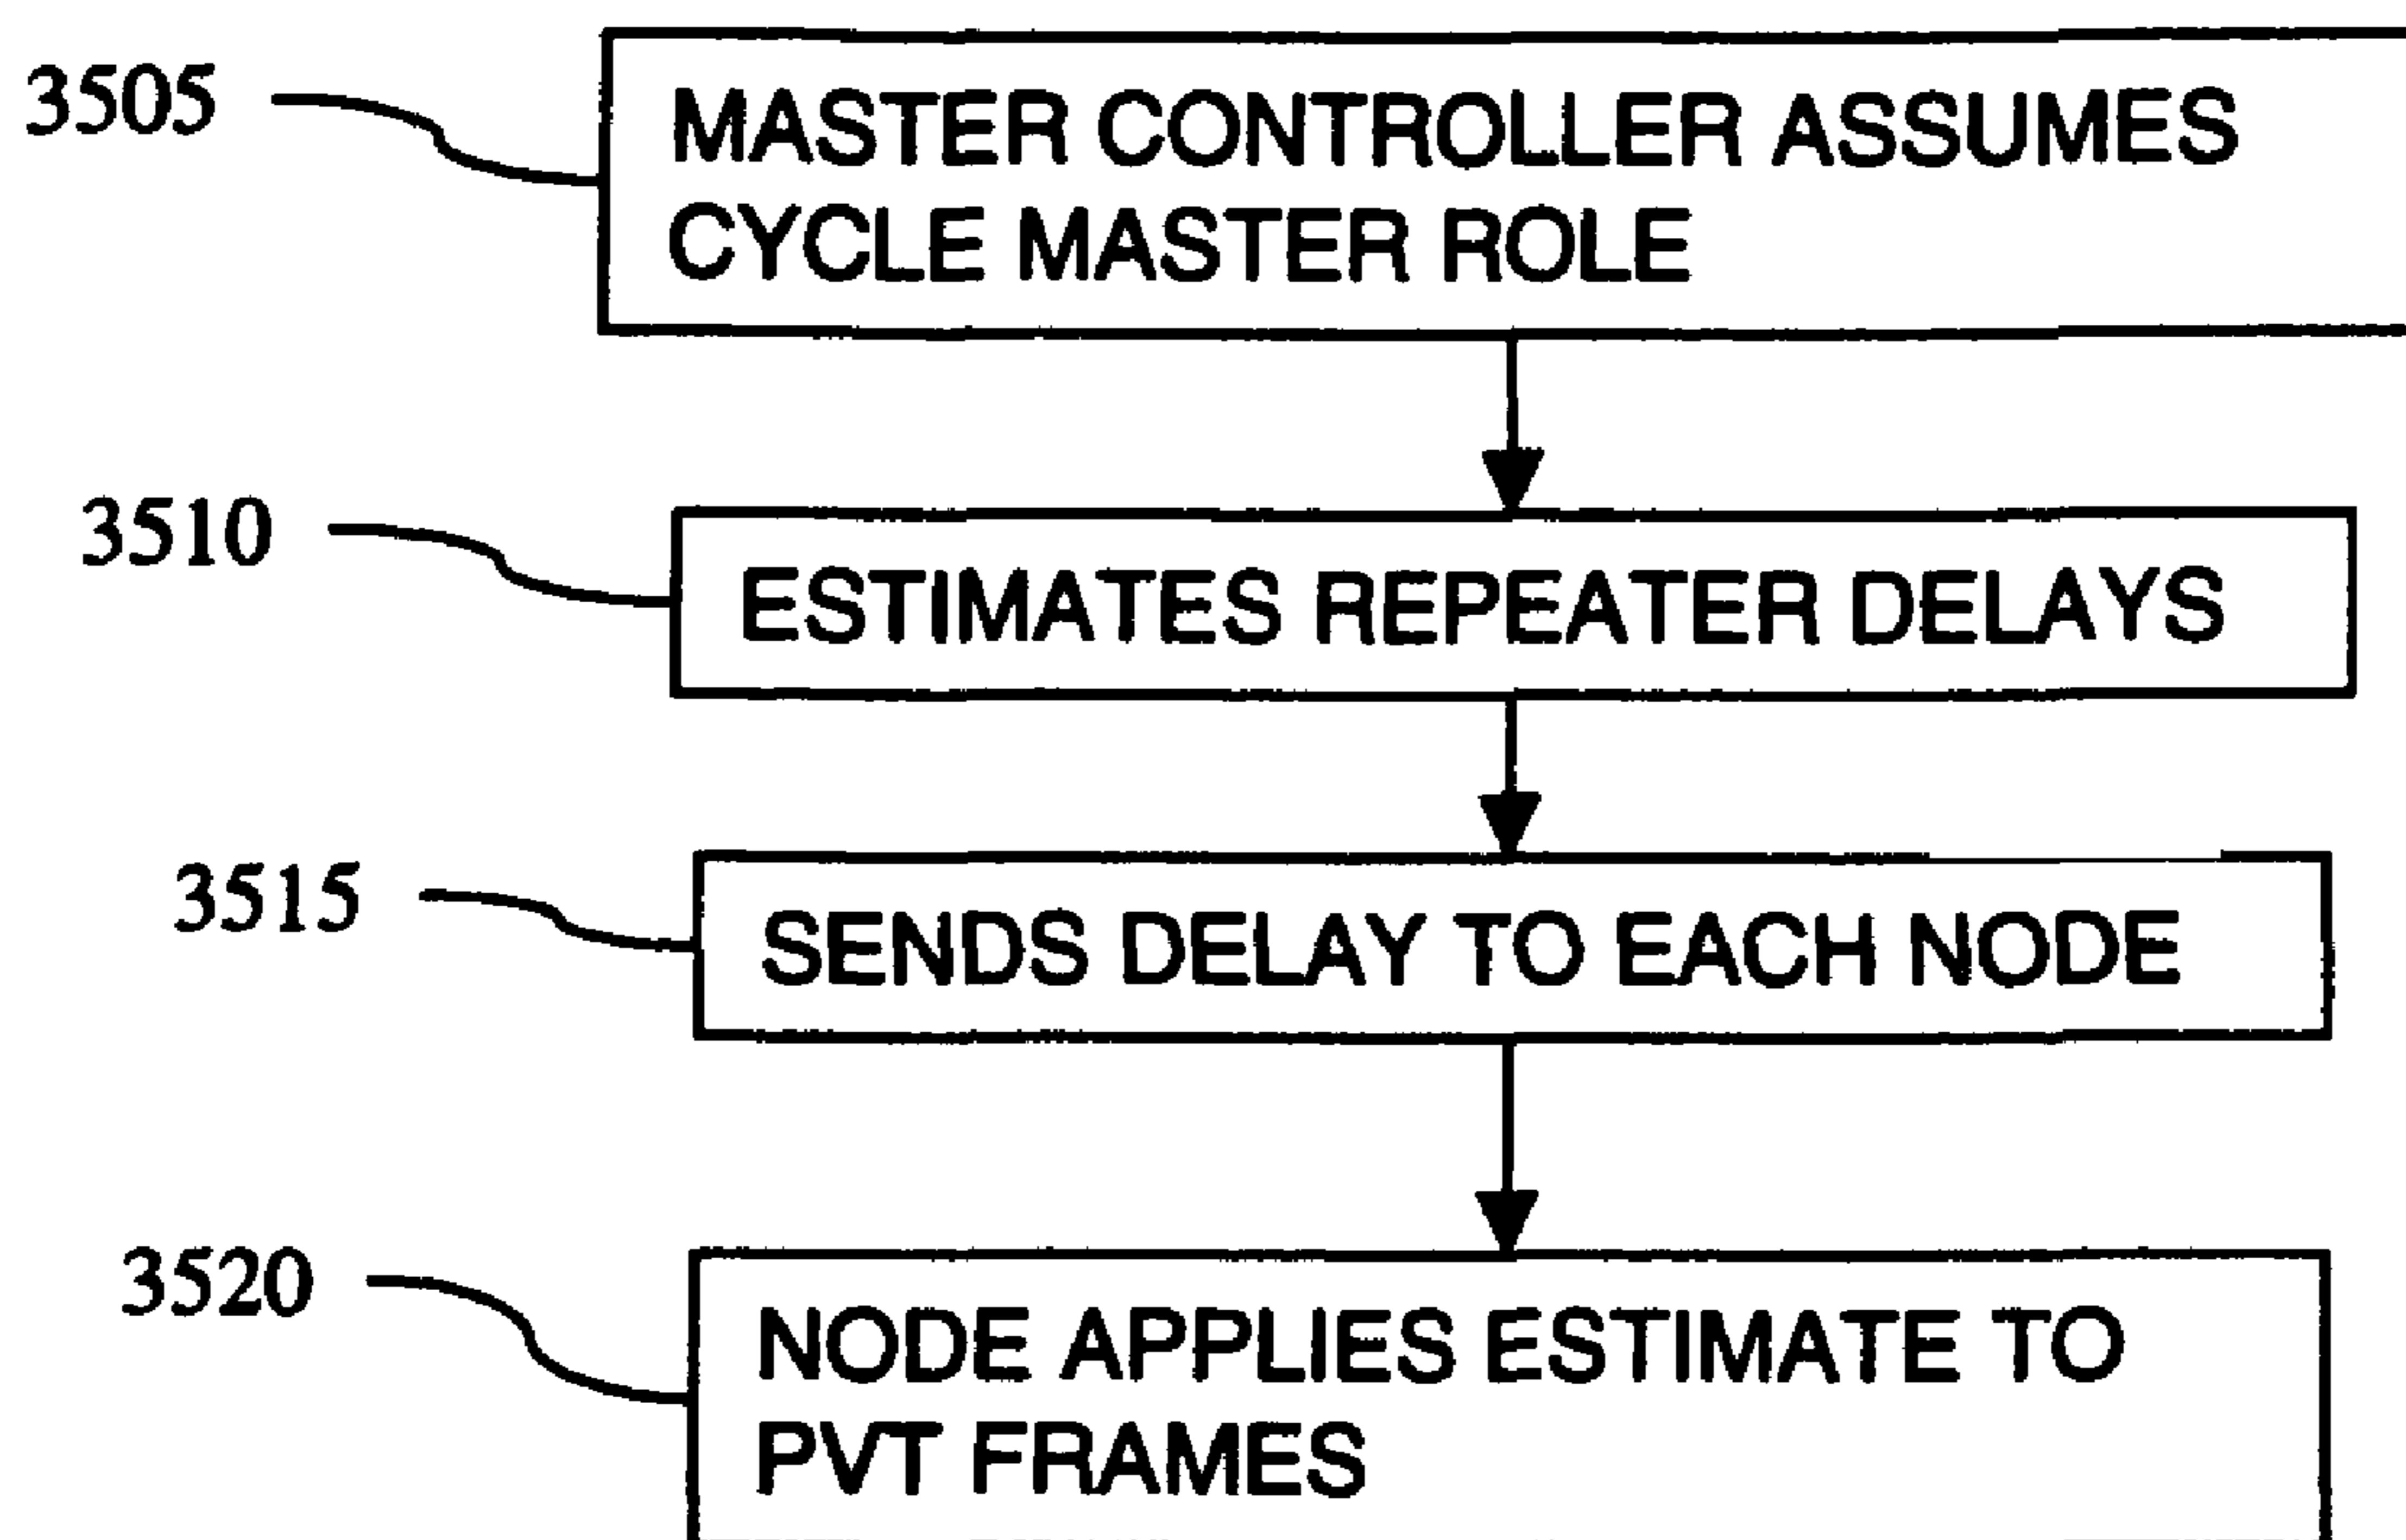 3505
MASTER CONTROLLER ASSUMES
CYCLE MASTER ROLE
3510
ESTIMATES REPEATER DELAYS
3515
SENDS DELAY TO EACH NODE
3520
NODE APPLIES ESTIMATE TO
PVT FRAMES